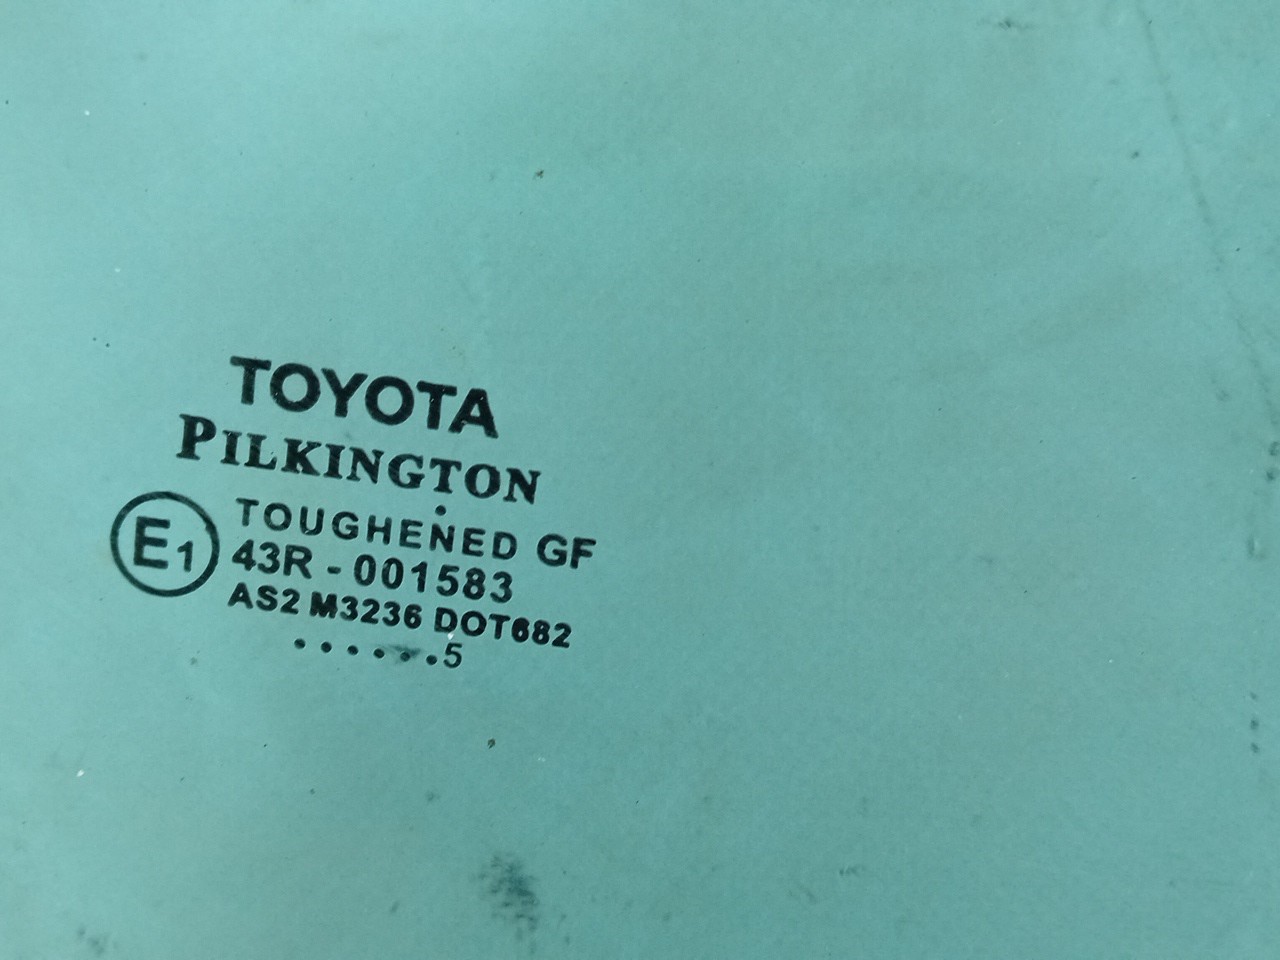 TOYOTA
PILKINGTON
TOUGHENED GF
E1
43R - 001583
AS2 M3236 DOT682
......5